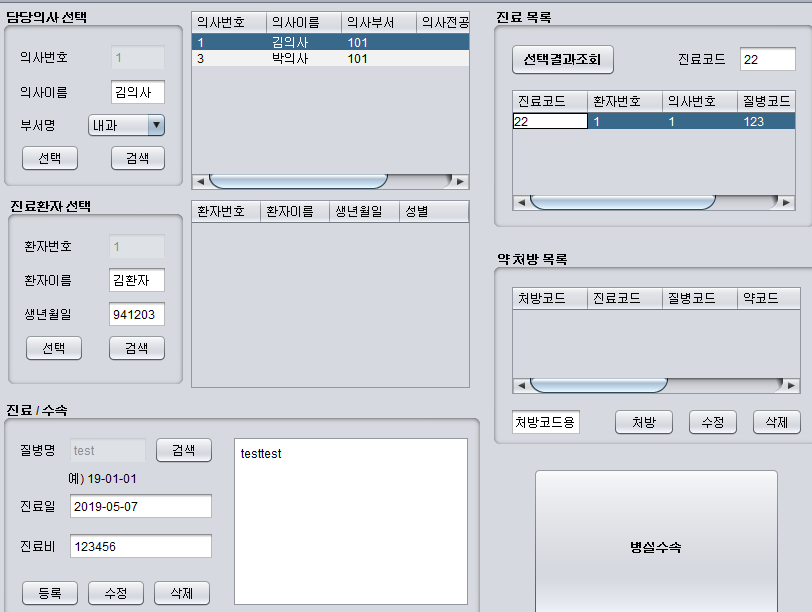 담당의사 선택
의사번호 1
의사이름 김의사
부서명 내과
선택 검색
의사번호 의사이름 의사부서 의사전공
1 김의사 101
3 박의사 101
진료환자 선택
환자번호 1
환자이름 김환자
생년월일 941203
선택 검색
환자번호 환자이름 생년월일 성별
진료 / 수속
질병명 test 검색
예) 19-01-01
진료일 2019-05-07
진료비 123456
등록 수정 삭제
testtest
진료 목록
선택결과조회 진료코드 22
진료코드 환자번호 의사번호 질병코드
22 1 1 123
약 처방 목록
처방코드 진료코드 질병코드 약코드
처방코드용 처방 수정 삭제
병실수속